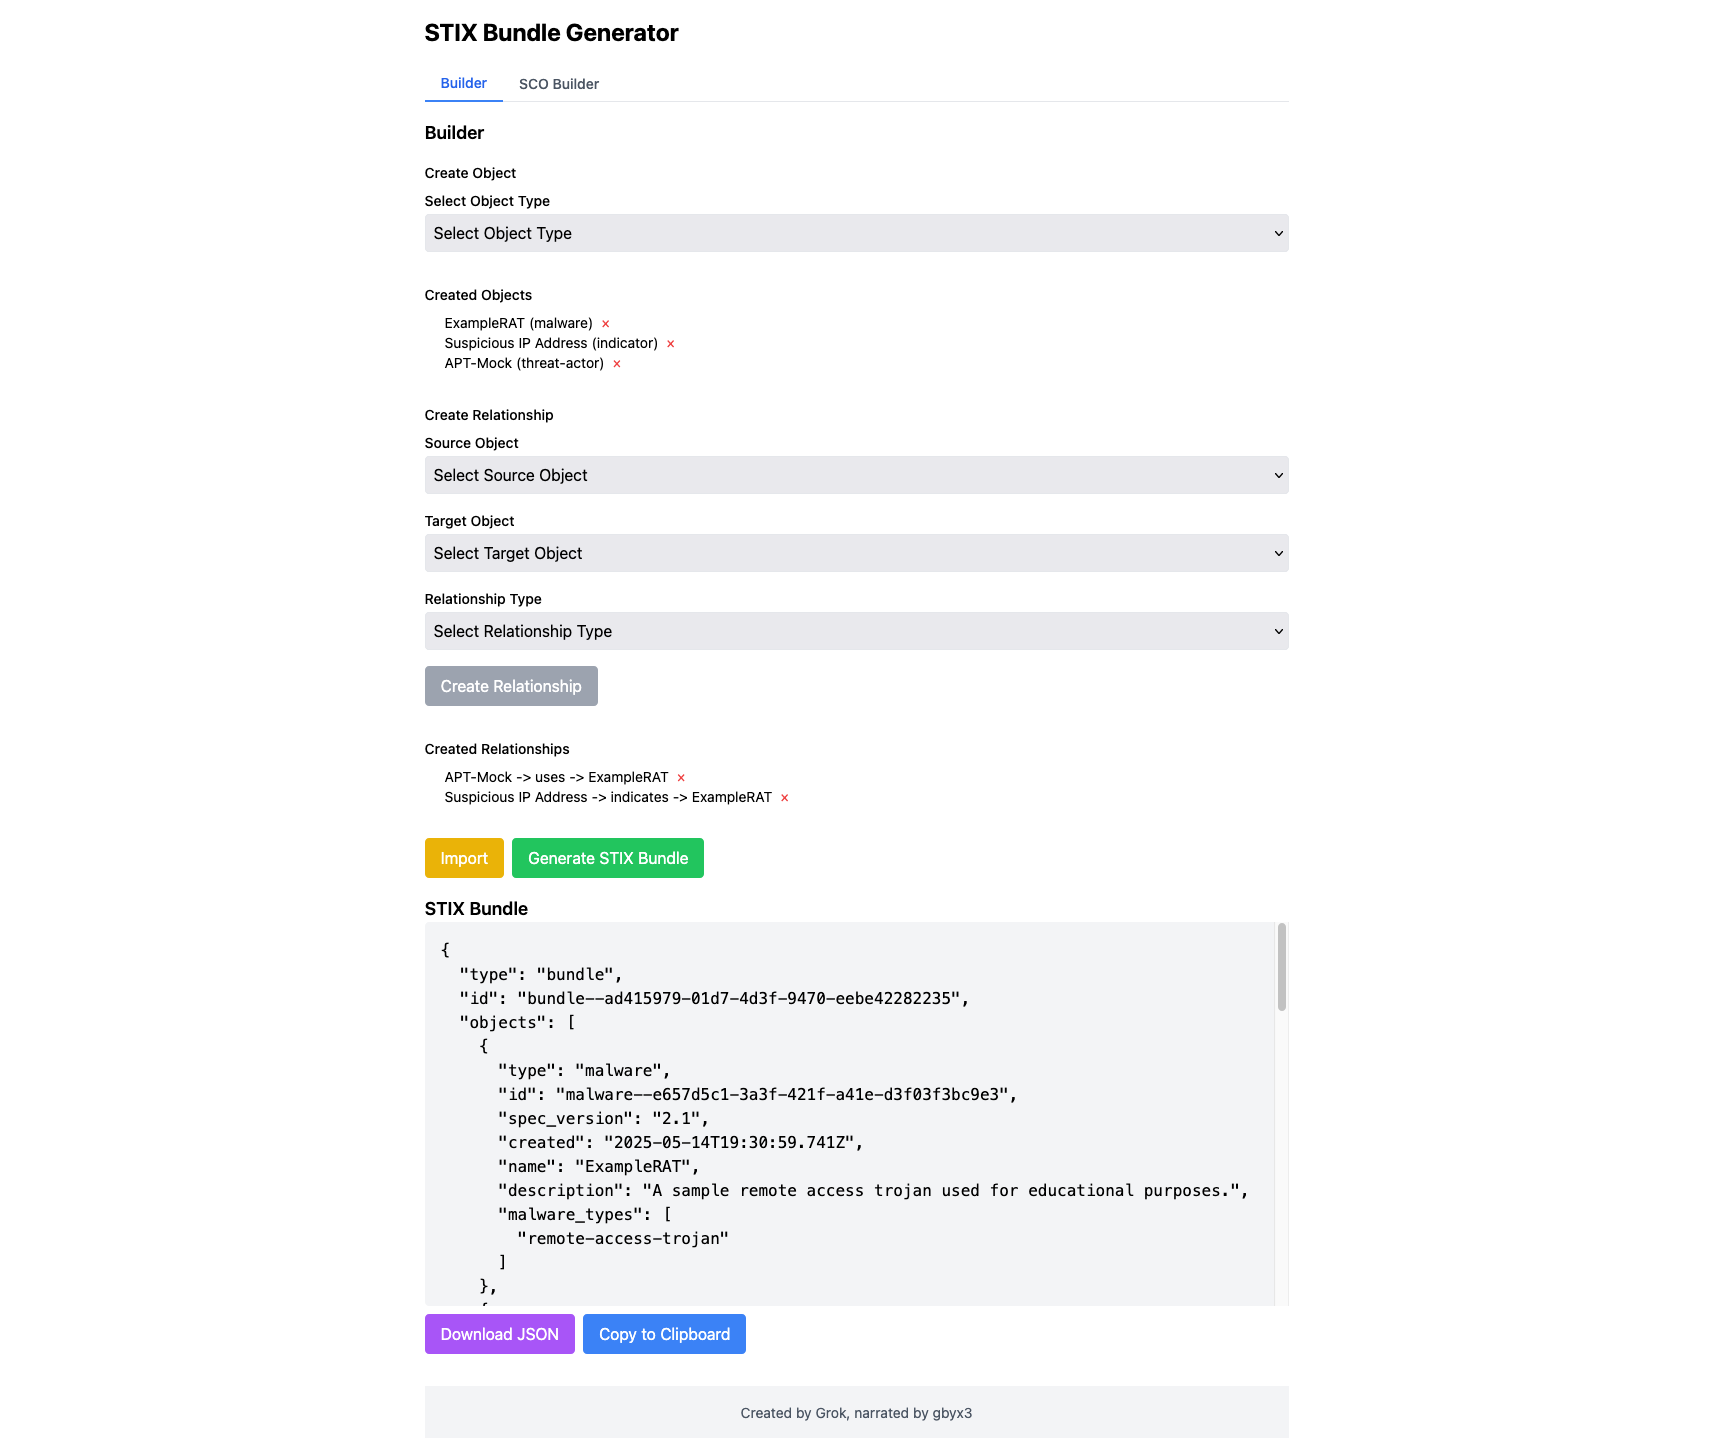 STIX Bundle Generator
Builder
SCO Builder
Builder
Create Object
Select Object Type
Select Object Type
Created Objects
ExampleRAT (malware) ×
Suspicious IP Address (indicator) ×
APT-Mock (threat-actor) ×
Create Relationship
Source Object
Select Source Object
Target Object
Select Target Object
Relationship Type
Select Relationship Type
Create Relationship
Created Relationships
APT-Mock -> uses -> ExampleRAT ×
Suspicious IP Address -> indicates -> ExampleRAT ×
Import
Generate STIX Bundle
STIX Bundle
{
  "type": "bundle",
  "id": "bundle--ad415979-01d7-4d3f-9470-eebe42282235",
  "objects": [
    {
      "type": "malware",
      "id": "malware--e657d5c1-3a3f-421f-a41e-d3f03f3bc9e3",
      "spec_version": "2.1",
      "created": "2025-05-14T19:30:59.741Z",
      "name": "ExampleRAT",
      "description": "A sample remote access trojan used for educational purposes.",
      "malware_types": [
        "remote-access-trojan"
      ]
    },
    {
Download JSON
Copy to Clipboard
Created by Grok, narrated by gbyx3